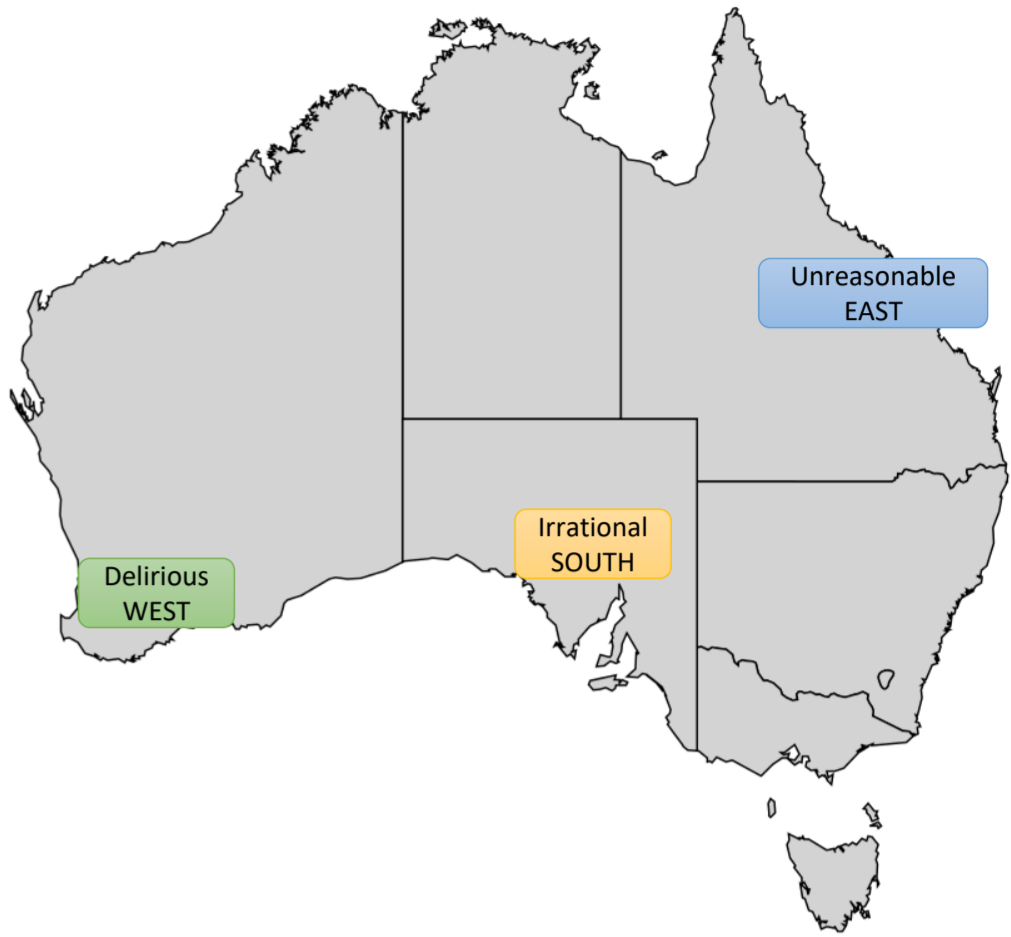 Unreasonable
EAST
Irrational
SOUTH
Delirious
WEST